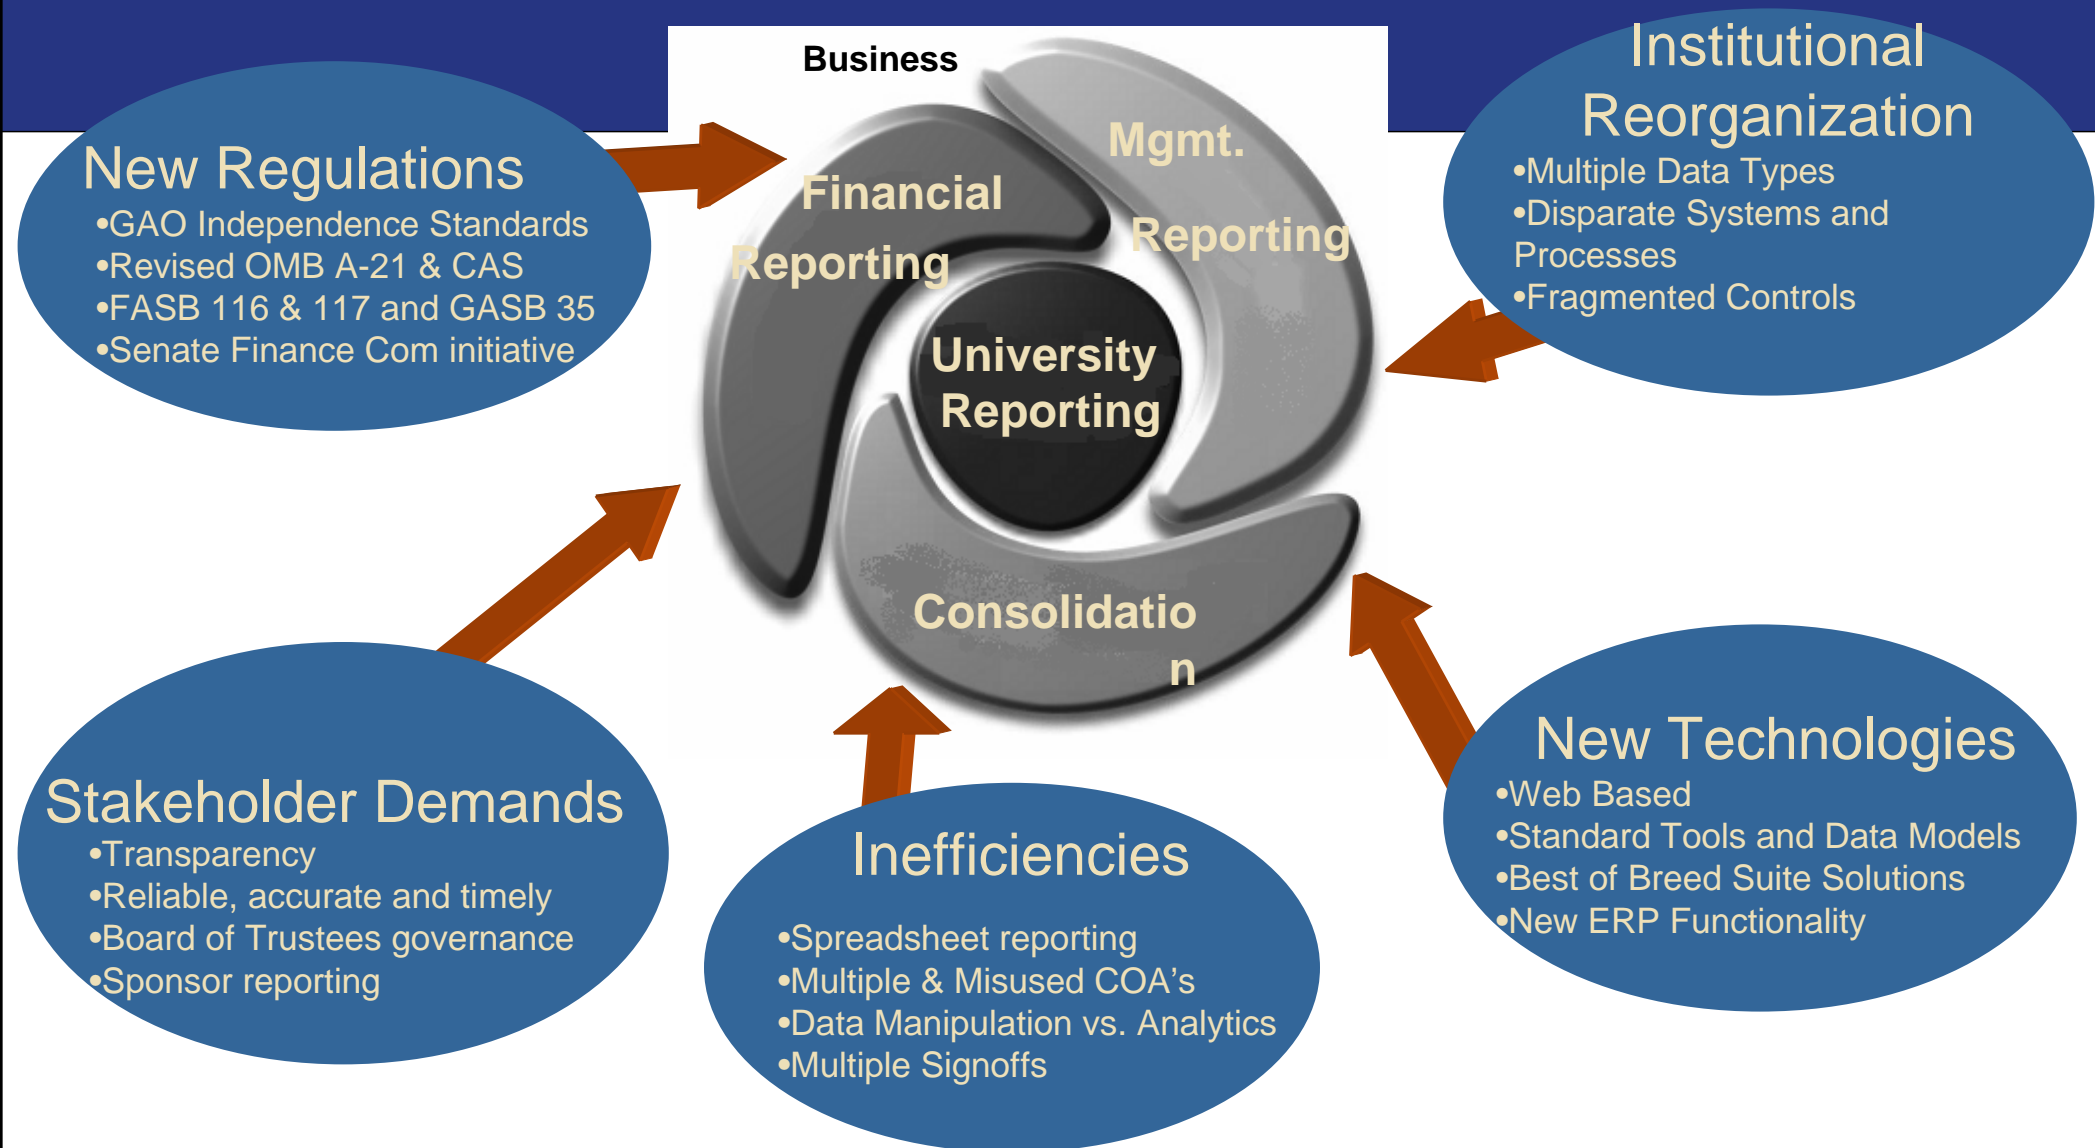 Business
Financial
Reporting
Mgmt.
Reporting
University
Reporting
Consolidatio
n
New Regulations
•GAO Independence Standards
•Revised OMB A-21 & CAS
•FASB 116 & 117 and GASB 35
•Senate Finance Com initiative
Institutional
Reorganization
•Multiple Data Types
•Disparate Systems and
Processes
•Fragmented Controls
Stakeholder Demands
•Transparency
•Reliable, accurate and timely
•Board of Trustees governance
•Sponsor reporting
Inefficiencies
•Spreadsheet reporting
•Multiple & Misused COA’s
•Data Manipulation vs. Analytics
•Multiple Signoffs
New Technologies
•Web Based
•Standard Tools and Data Models
•Best of Breed Suite Solutions
•New ERP Functionality